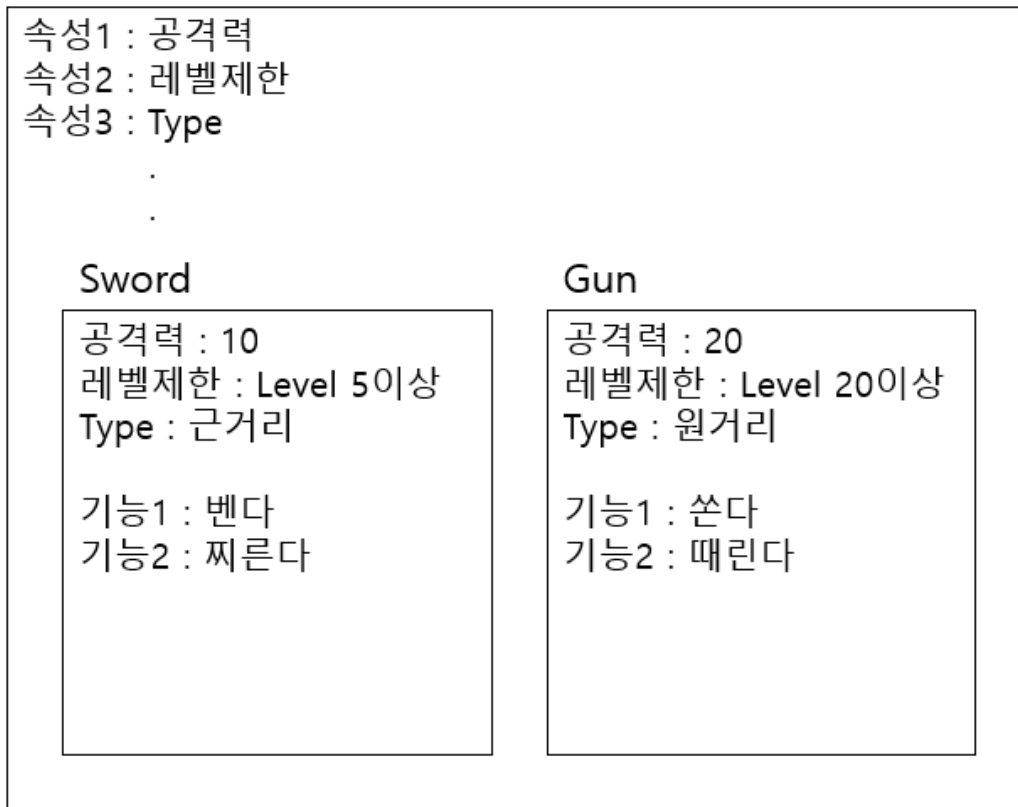 속성1 : 공격력
속성2 : 레벨제한
속성3 : Type
.
.
Sword
공격력 : 10
레벨제한 : Level 5이상
Type : 근거리
기능1 : 벤다
기능2 : 찌른다
Gun
공격력 : 20
레벨제한 : Level 20이상
Type : 원거리
기능1 : 쏜다
기능2 : 때린다